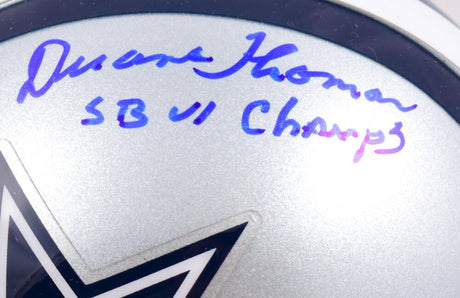 Duane Thomas
SB VI Champs